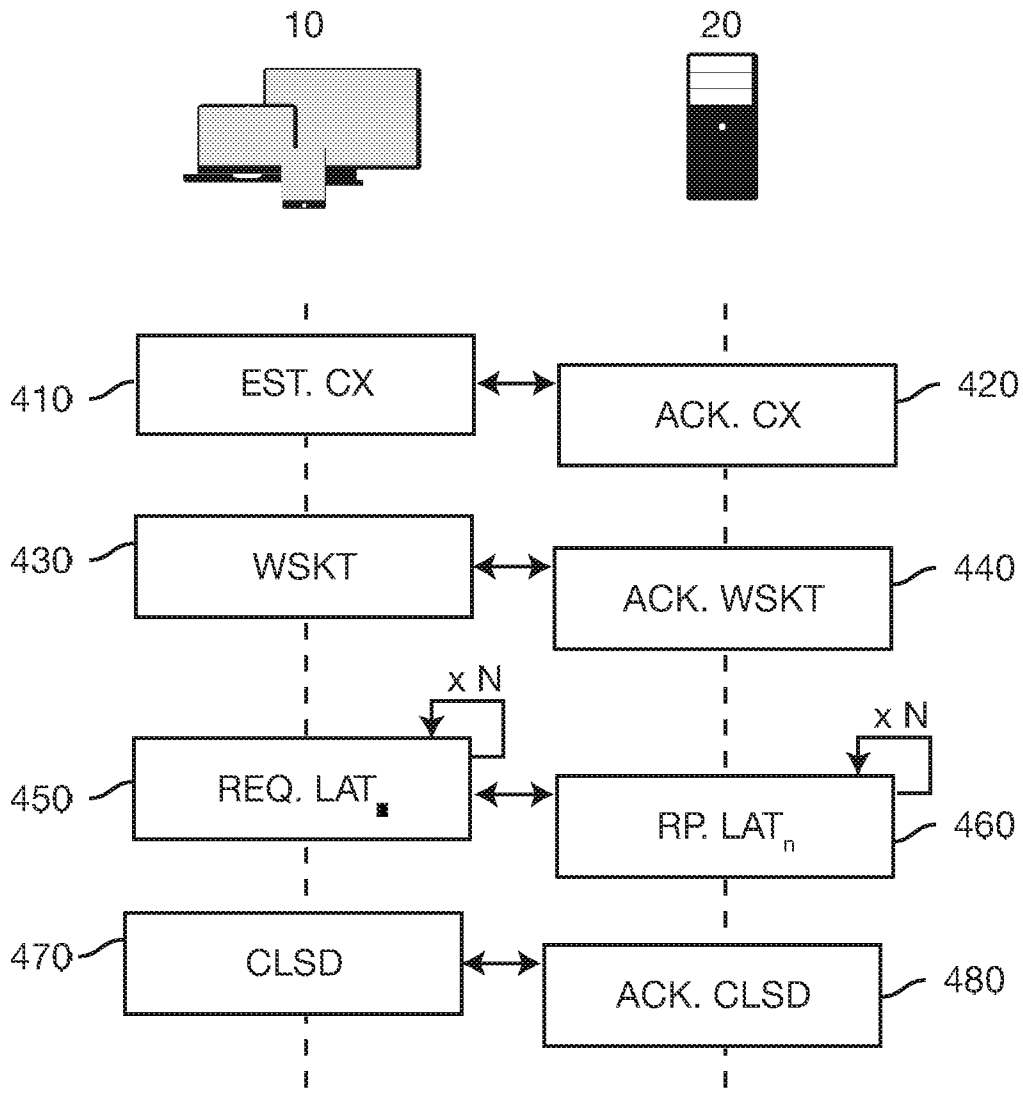 10 20
410 EST. CX
ACK. CX 420
430 WSKT
ACK. WSKT 440
x N
x N
450 REQ. LAT
RP. LATn 460
470 CLSD
ACK. CLSD 480